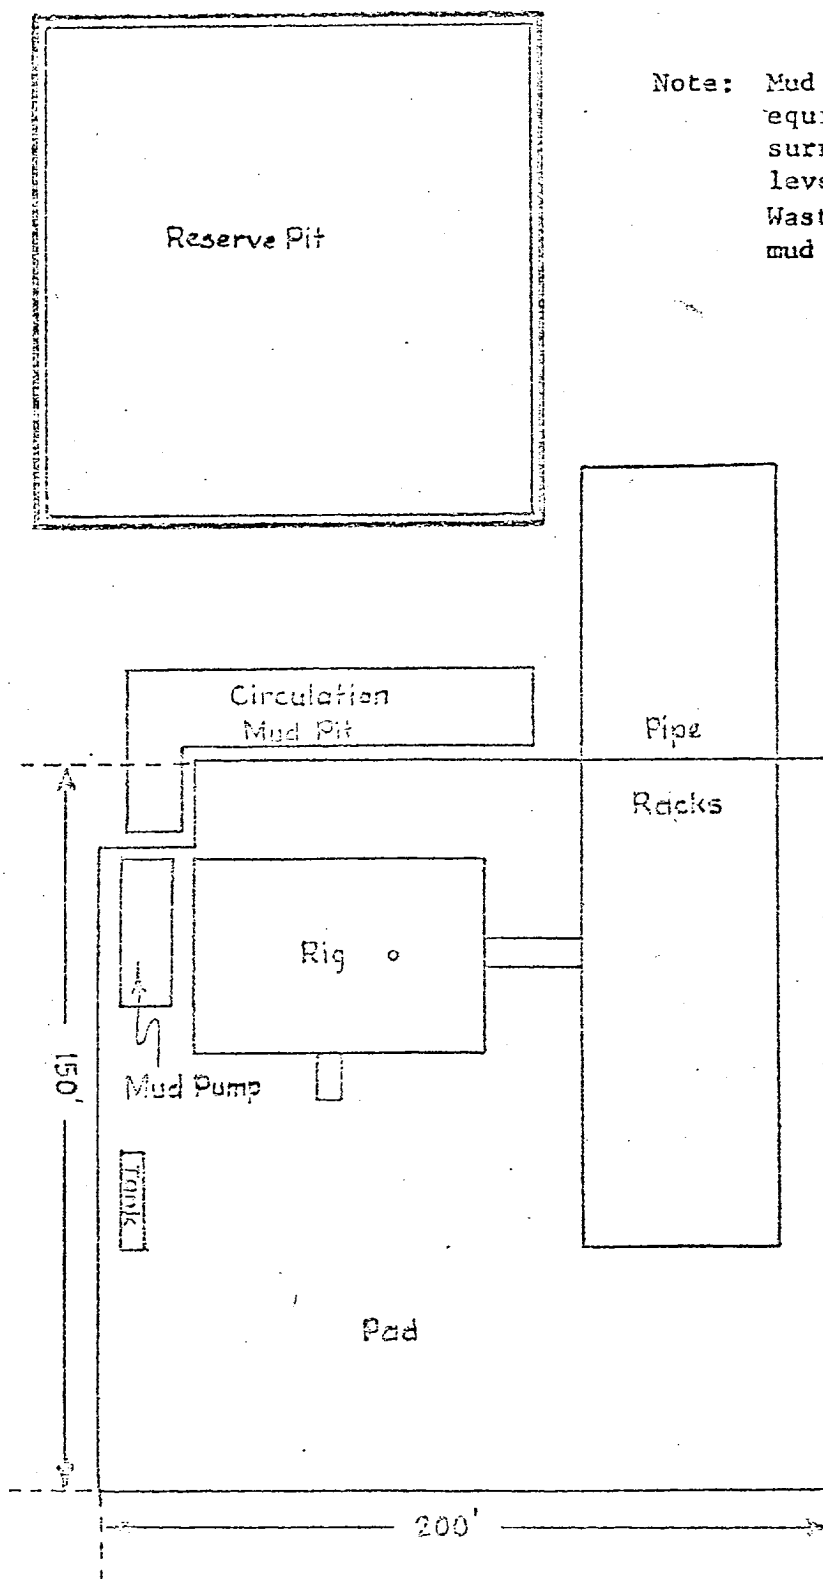 Note: Mud
surr
leve
Wast
mud
Reserve Pit
Circulation
Mud Pit
Pipe
Racks
Rig
150'
Mud Pump
Tank
Pad
200'